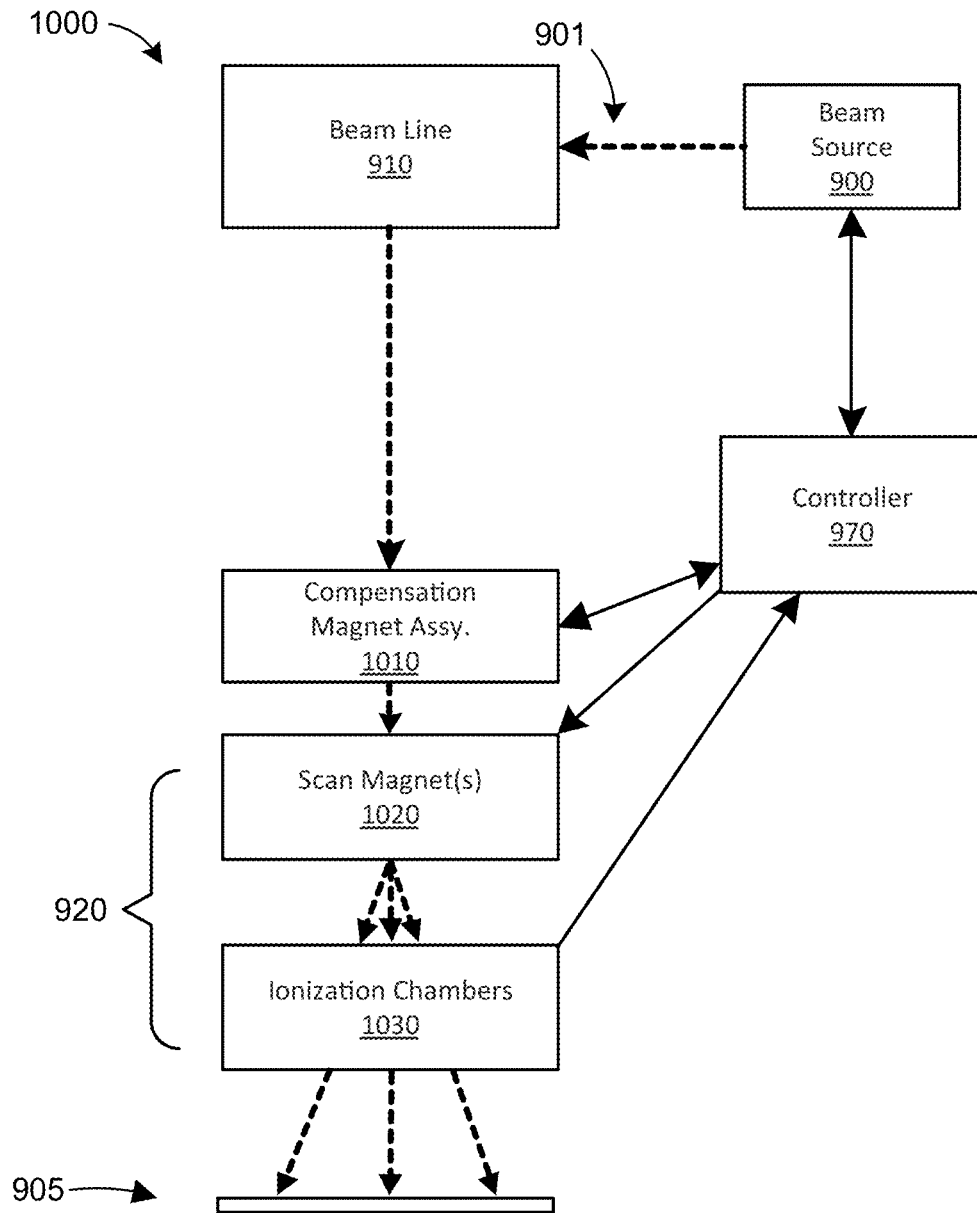 1000
901
Beam Line
910
Beam
Source
900
Controller
970
Compensation
Magnet Assy.
1010
Scan Magnet(s)
1020
920
Ionization Chambers
1030
905